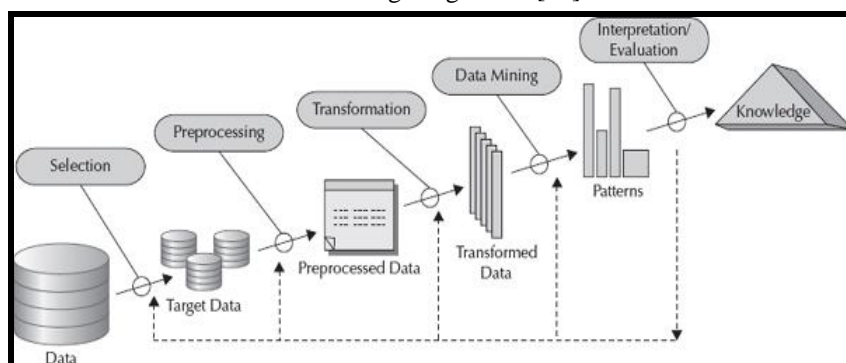 Interpretation/
Evaluation
Data Mining
Knowledge
Transformation
Preprocessing
Patterns
Selection
Transformed
Data
Preprocessed Data
Target Data
Data